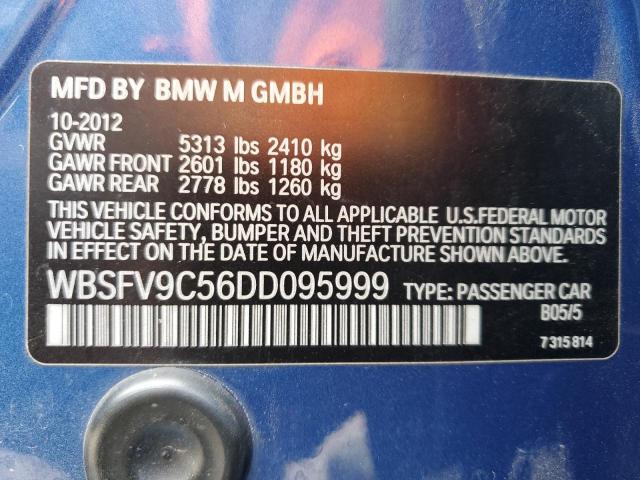 MFD BY BMW M GMBH
10-2012
GVWR 5313 lbs 2410 kg
GAWR FRONT 2601 lbs 1180 kg
GAWR REAR 2778 lbs 1260 kg
THIS VEHICLE CONFORMS TO ALL APPLICABLE U.S.FEDERAL MOTOR
VEHICLE SAFETY, BUMPER AND THEFT PREVENTION STANDARDS
IN EFFECT ON THE DATE OF MANUFACTURE SHOWN ABOVE.
WBSFV9C56DD095999 TYPE: PASSENGER CAR
B05/5
7 315 814